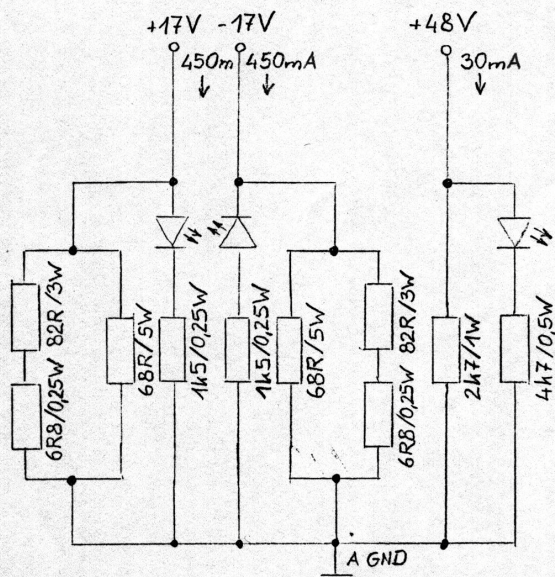 +17V -17V +48V
450m 450mA 30mA
6R8/0,25W 82R/3W
68R/5W
1k5/0,25W
1k5/0,25W
68R/5W
6R8/0,25W 82R/3W
2k7/1W
4k7/0,5W
A GND